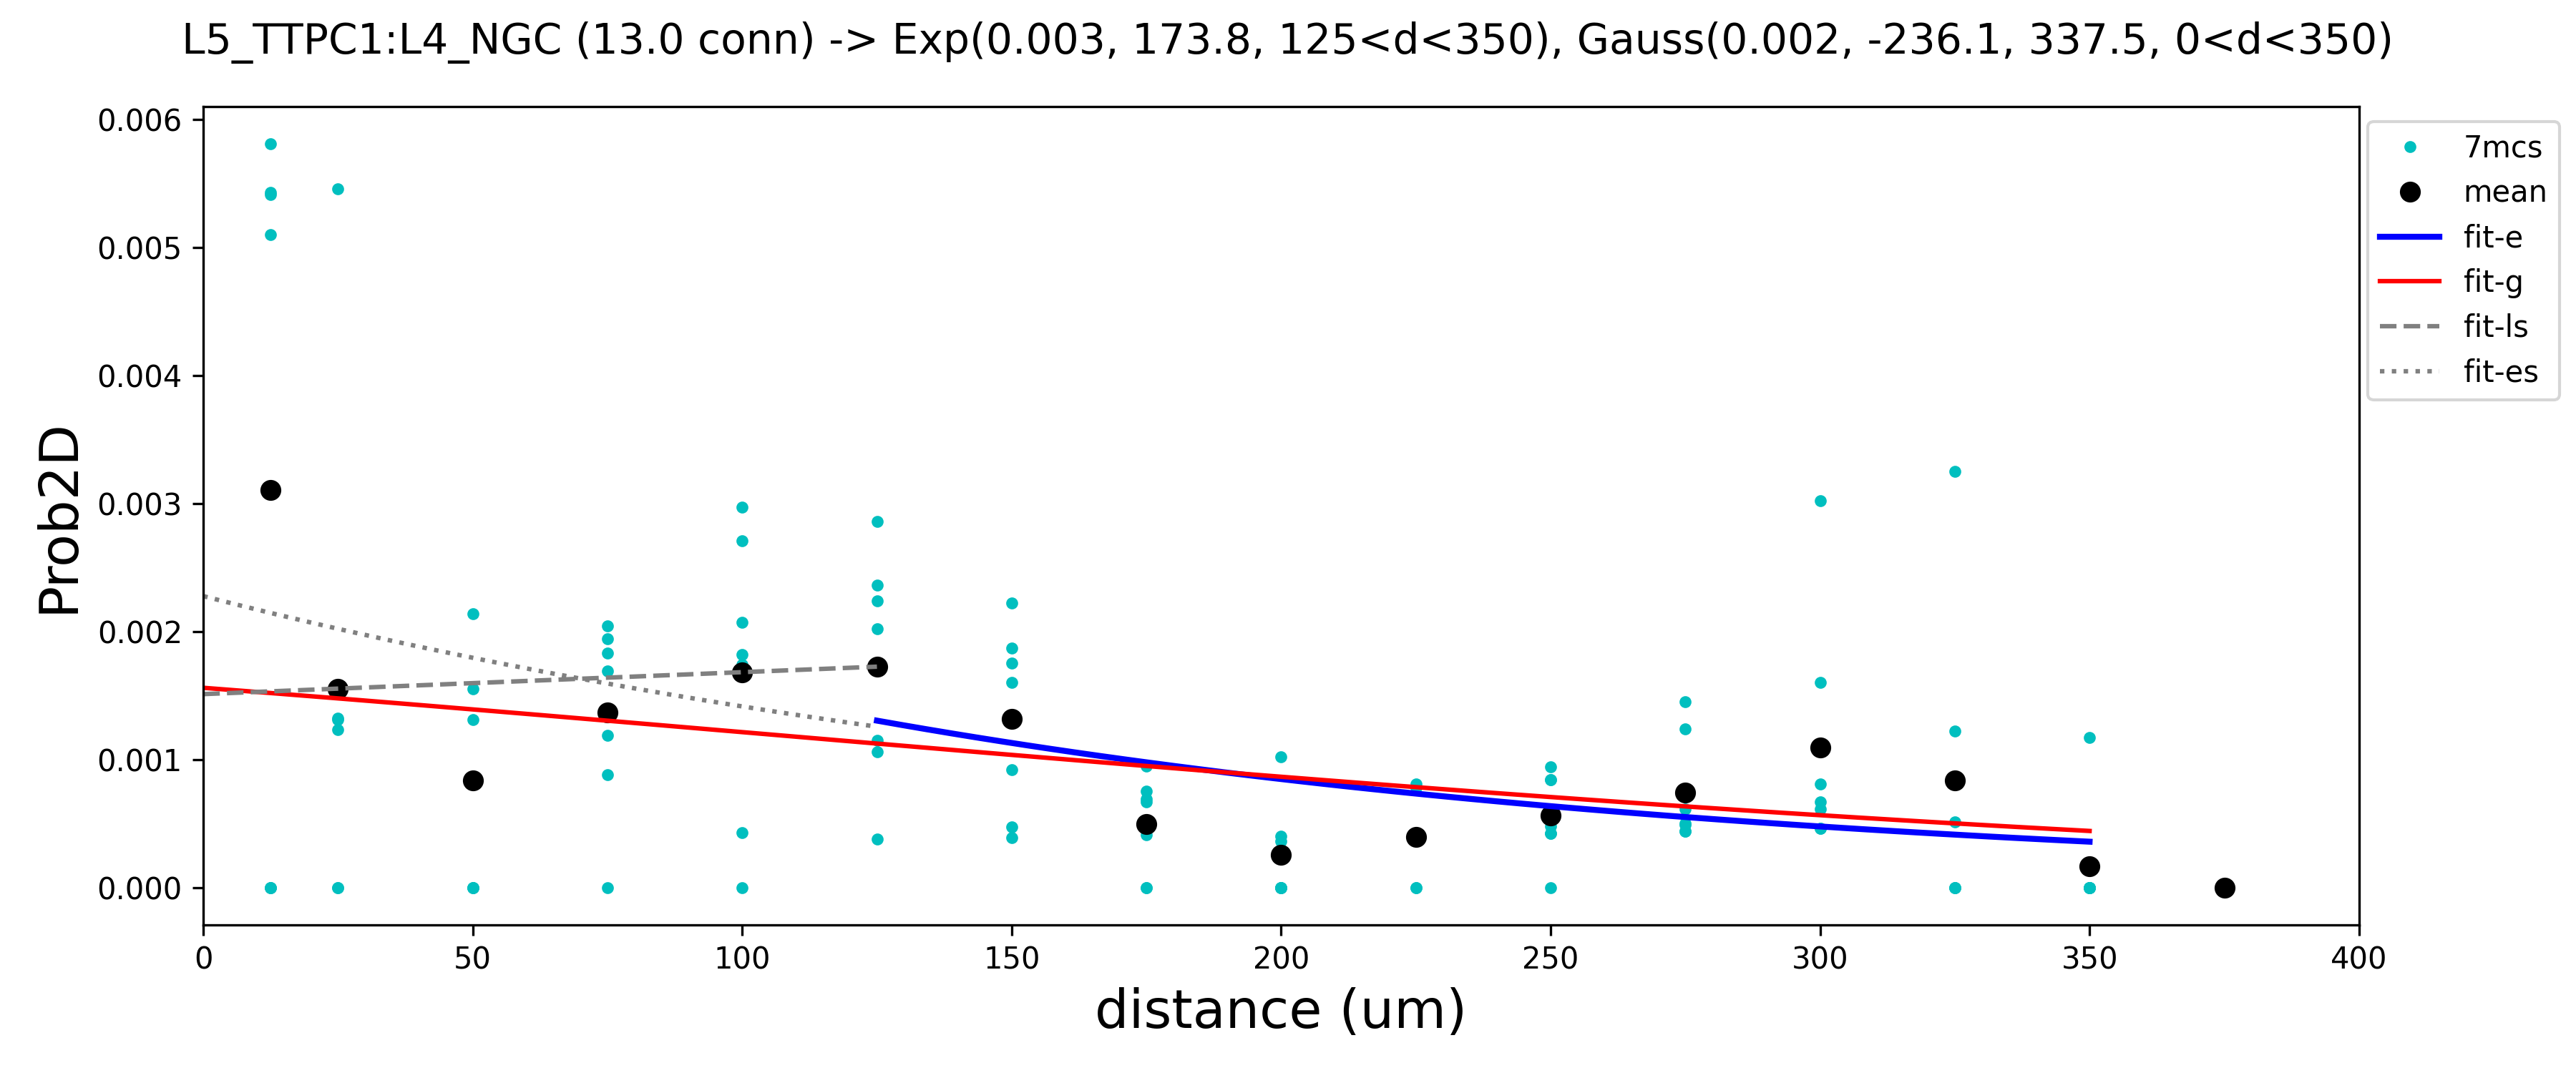 L5_TTPC1:L4_NGC (13.0 conn) -> Exp(0.003, 173.8, 125<d<350), Gauss(0.002, -236.1, 337.5, 0<d<350)
0.006
0.005
0.004
0.003
0.002
0.001
0.000
Prob2D
0 50 100 150 200 250 300 350 400
distance (um)
7mcs
mean
fit-e
fit-g
fit-ls
fit-es